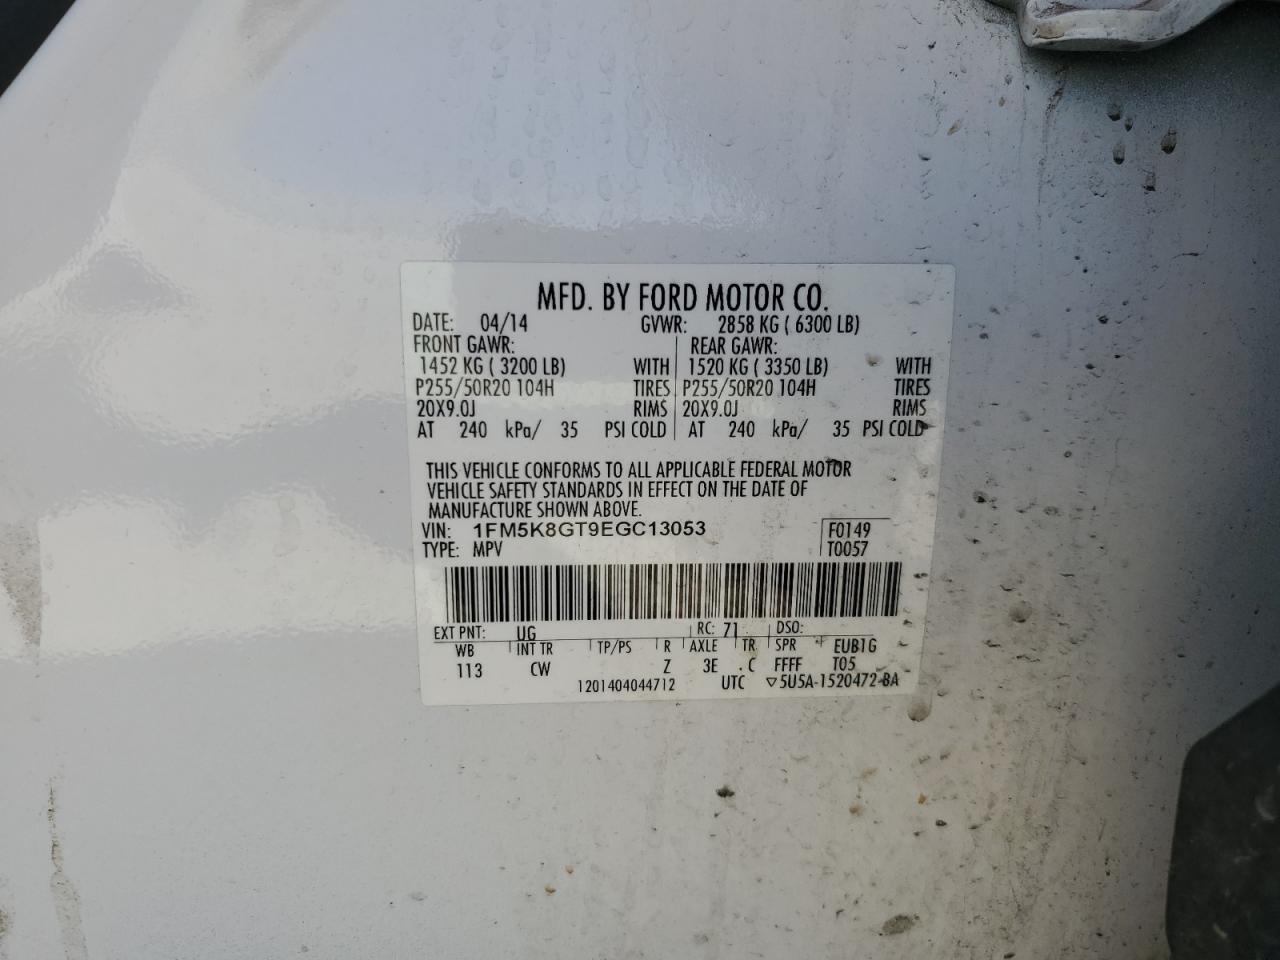 MFD. BY FORD MOTOR CO.
DATE: 04/14 GVWR: 2858 KG ( 6300 LB)
FRONT GAWR: REAR GAWR:
1452 KG ( 3200 LB) WITH 1520 KG ( 3350 LB) WITH
P255/50R20 104H TIRES P255/50R20 104H TIRES
20X9.0J RIMS 20X9.0J RIMS
AT 240 kPa/ 35 PSI COLD AT 240 kPa/ 35 PSI COLD
THIS VEHICLE CONFORMS TO ALL APPLICABLE FEDERAL MOTOR
VEHICLE SAFETY STANDARDS IN EFFECT ON THE DATE OF
MANUFACTURE SHOWN ABOVE.
VIN: 1FM5K8GT9EGC13053 F0149
TYPE: MPV T0057
EXT PNT: UG RC: 71 DSO:
WB INT TR TP/PS R AXLE TR SPR EUB1G
113 CW Z 3E C FFFF T05
1201404044712 UTC ▽5U5A-1520472-BA